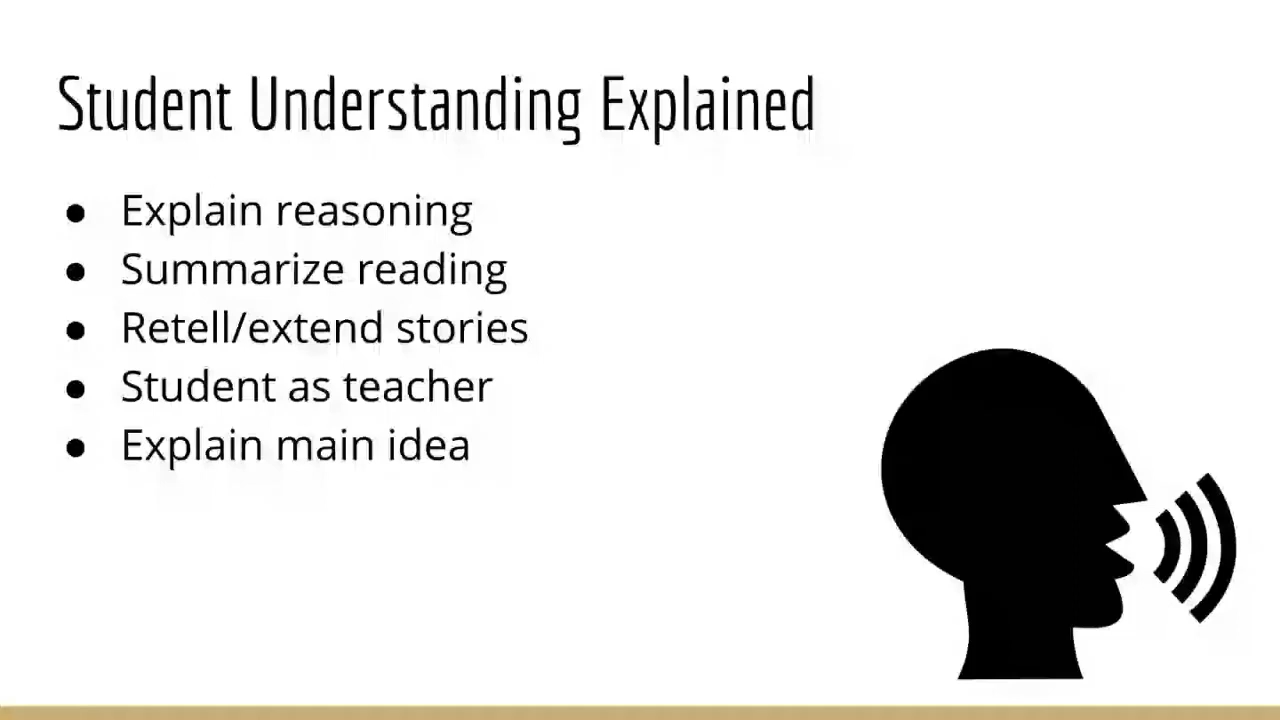 Student Understanding Explained
● Explain reasoning
● Summarize reading
● Retell/extend stories
● Student as teacher
● Explain main idea